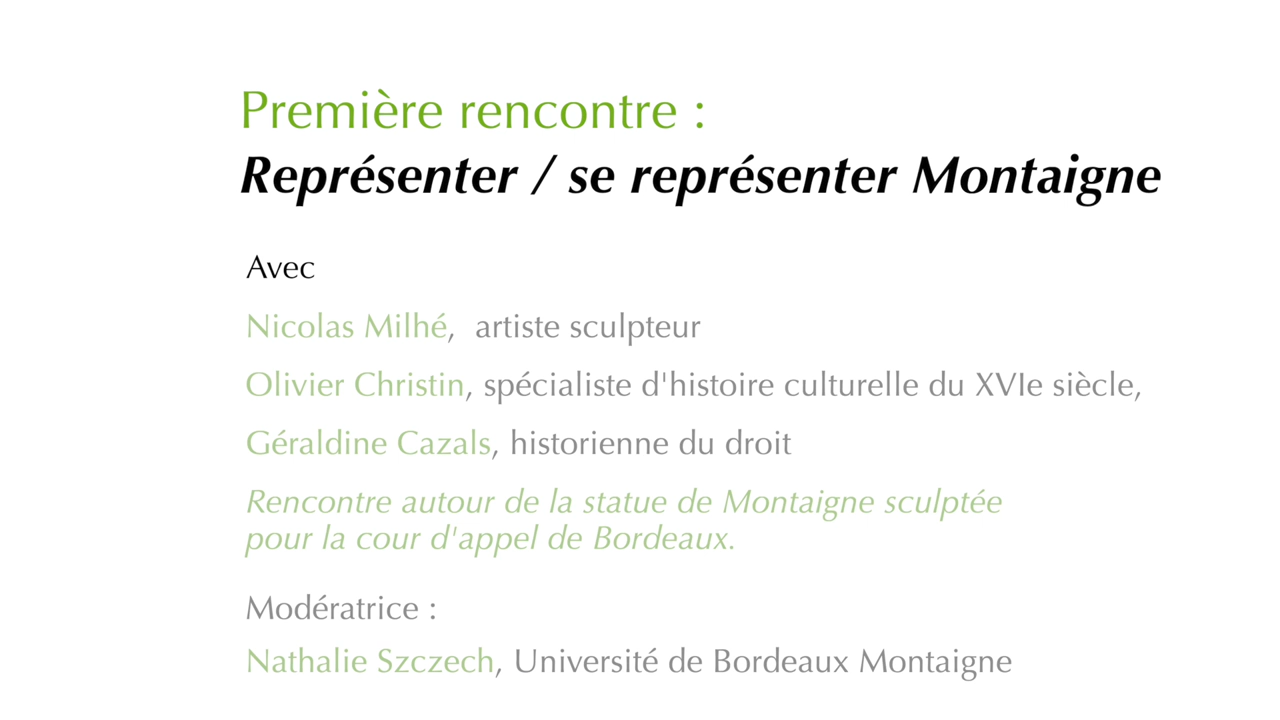 Première rencontre :
Représenter / se représenter Montaigne
Avec
Nicolas Milhé, artiste sculpteur
Olivier Christin, spécialiste d'histoire culturelle du XVIe siècle,
Géraldine Cazals, historienne du droit
Rencontre autour de la statue de Montaigne sculptée
pour la cour d'appel de Bordeaux.
Modératrice :
Nathalie Szczech, Université de Bordeaux Montaigne